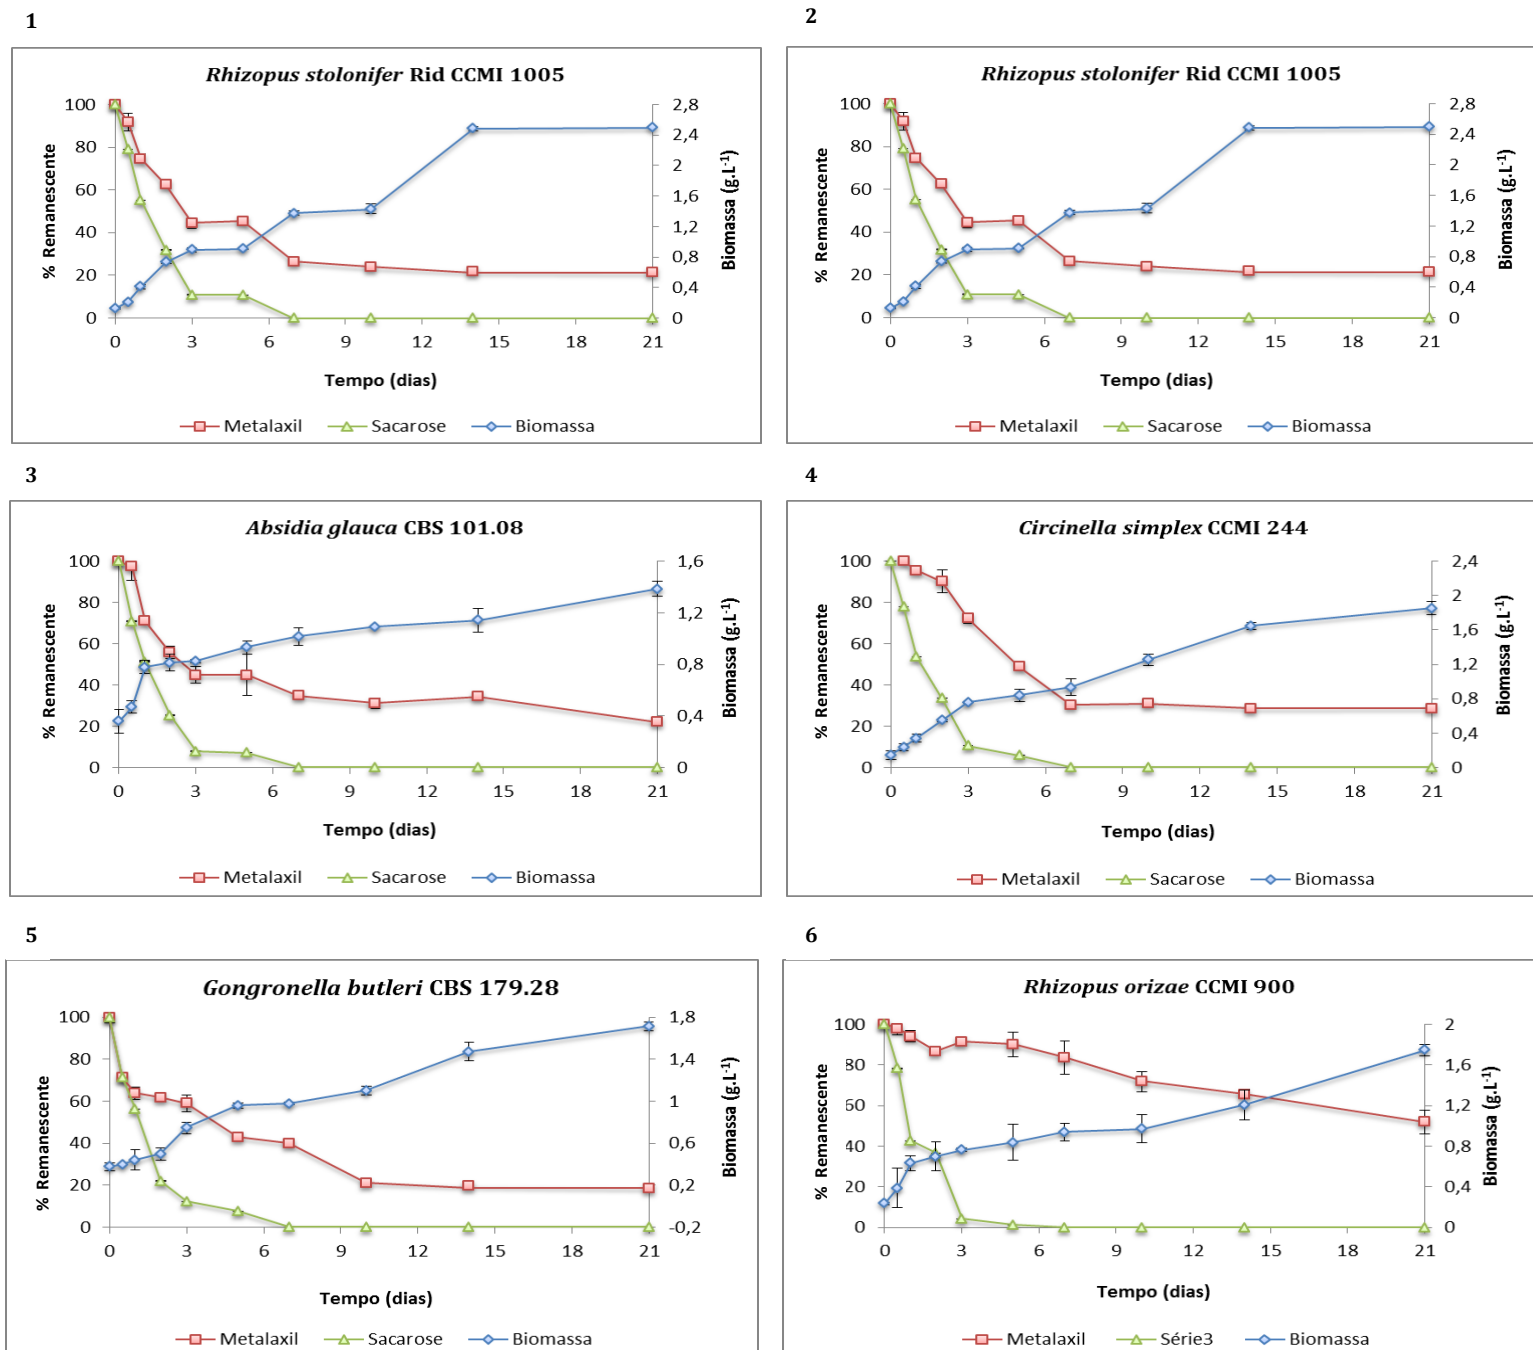 1
Rhizopus stolonifer Rid CCMI 1005
% Remanescente
100
80
60
40
20
0
2,8
2,4
2
1,6
1,2
0,8
0,4
0
Biomassa (g.L-1)
0 3 6 9 12 15 18 21
Tempo (dias)
Metalaxil Sacarose Biomassa
2
Rhizopus stolonifer Rid CCMI 1005
% Remanescente
100
80
60
40
20
0
2,8
2,4
2
1,6
1,2
0,8
0,4
0
Biomassa (g.L-1)
0 3 6 9 12 15 18 21
Tempo (dias)
Metalaxil Sacarose Biomassa
3
Absidia glauca CBS 101.08
% Remanescente
100
80
60
40
20
0
1,6
1,2
0,8
0,4
0
Biomassa (g.L-1)
0 3 6 9 12 15 18 21
Tempo (dias)
Metalaxil Sacarose Biomassa
4
Circinella simplex CCMI 244
% Remanescente
100
80
60
40
20
0
2,4
2
1,6
1,2
0,8
0,4
0
Biomassa (g.L-1)
0 3 6 9 12 15 18 21
Tempo (dias)
Metalaxil Sacarose Biomassa
5
Gongronella butleri CBS 179.28
% Remanescente
100
80
60
40
20
0
1,8
1,4
1
0,6
0,2
-0,2
Biomassa (g.L-1)
0 3 6 9 12 15 18 21
Tempo (dias)
Metalaxil Sacarose Biomassa
6
Rhizopus orizae CCMI 900
% Remanescente
100
80
60
40
20
0
2
1,6
1,2
0,8
0,4
0
Biomassa (g.L-1)
0 3 6 9 12 15 18 21
Tempo (dias)
Metalaxil Série3 Biomassa